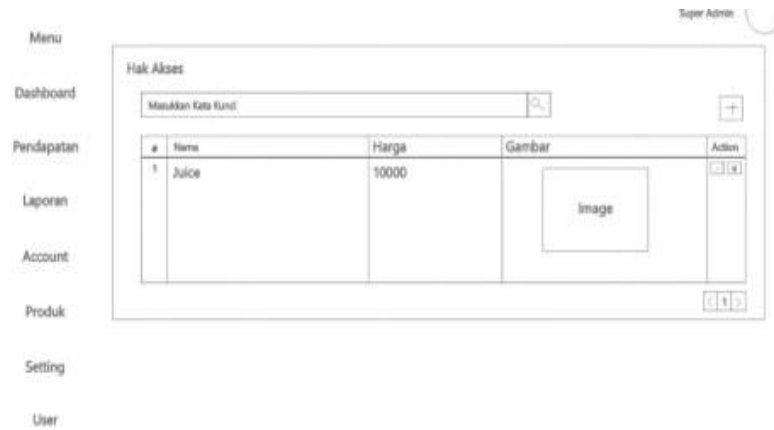 Super Admin
Menu
Dashboard
Pendapatan
Laporan
Account
Produk
Setting
User
Hak Akses
Masukkan Kata Kunci
# Nama Harga Gambar Action
1 Juice 10000 Image
< 1 >